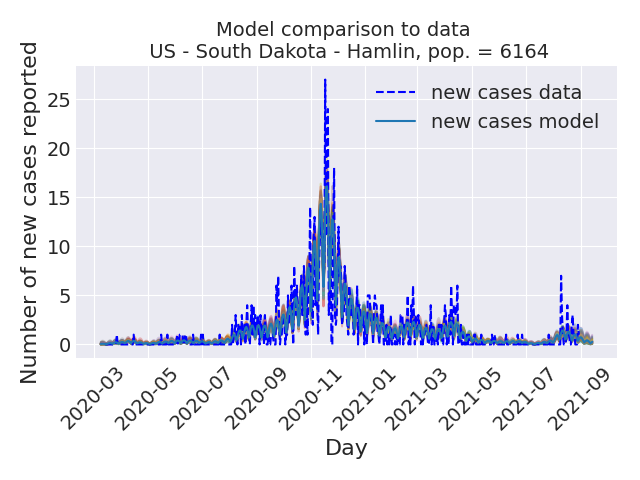 Model comparison to data
US - South Dakota - Hamlin, pop. = 6164
Number of new cases reported
25
20
15
10
5
0
new cases data
new cases model
2020-03
2020-05
2020-07
2020-09
2020-11
2021-01
2021-03
2021-05
2021-07
2021-09
Day